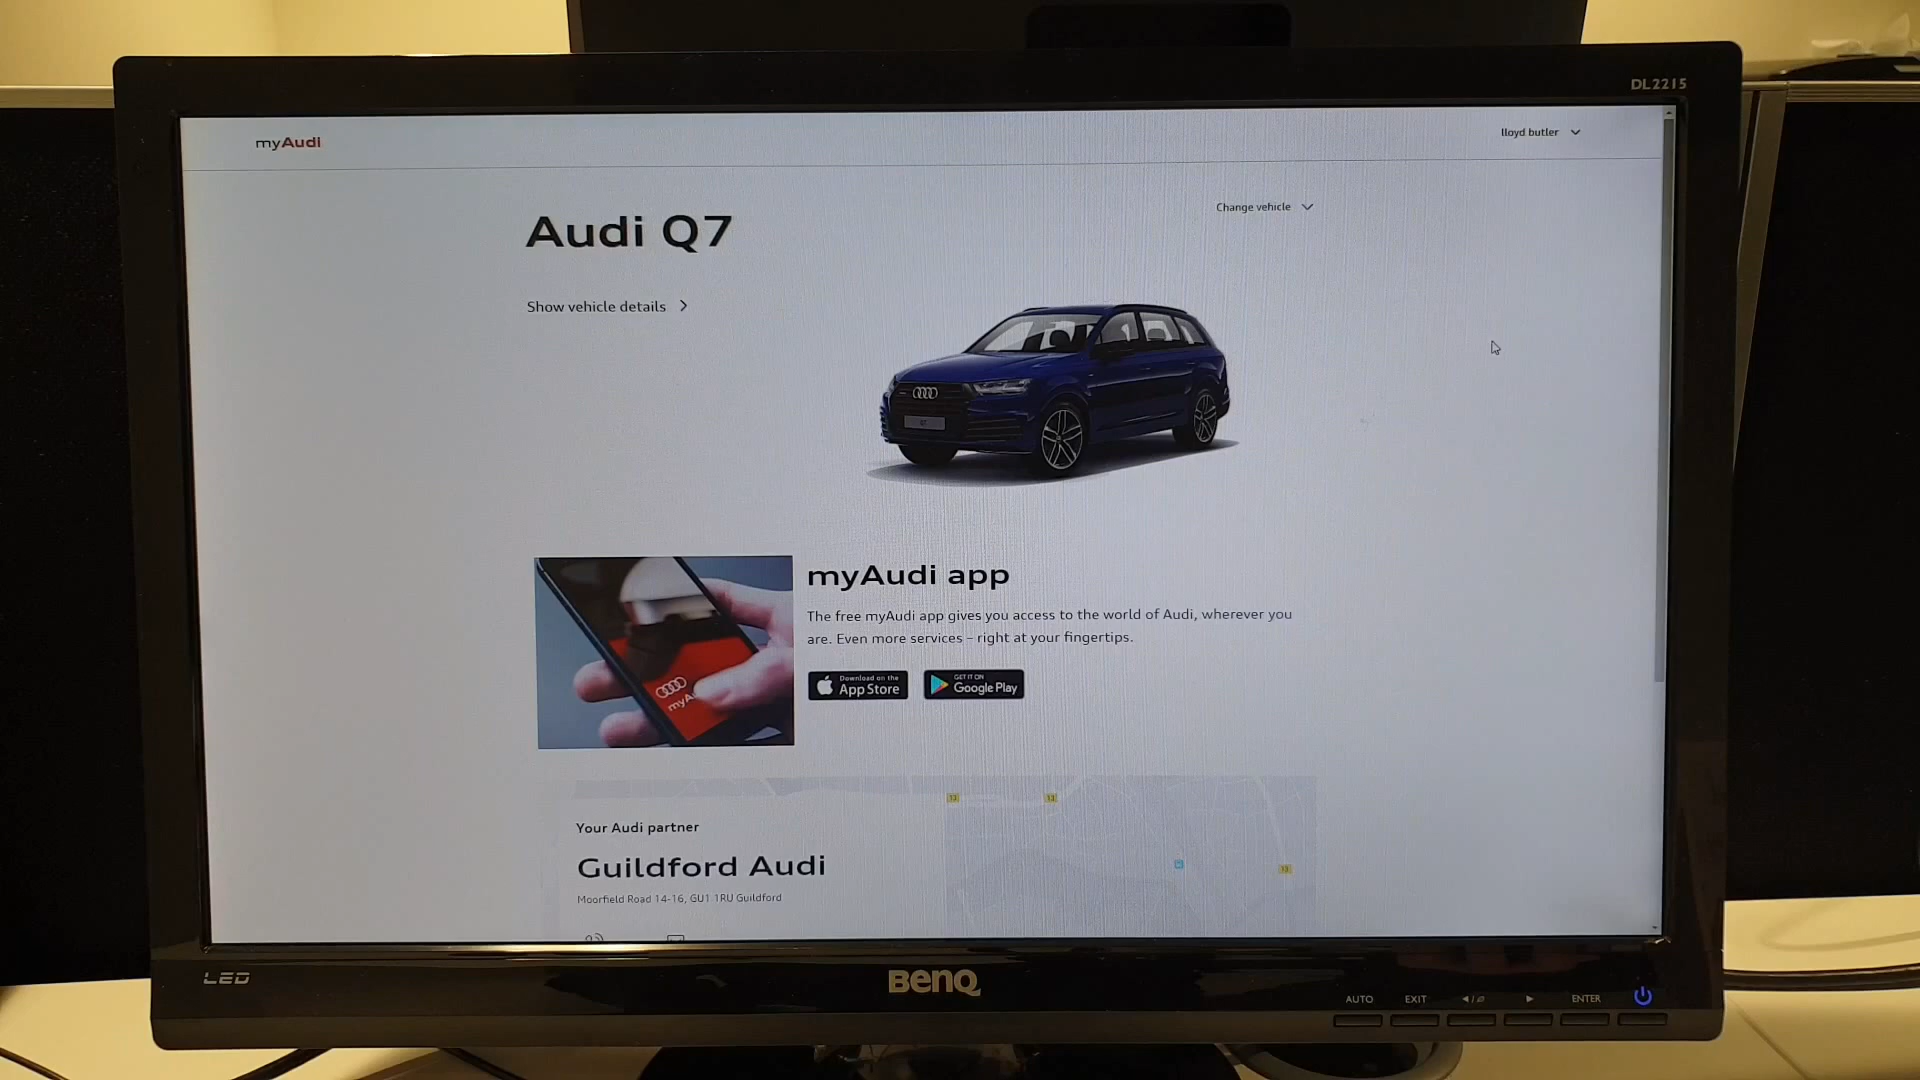 DL2215
myAudi
lloyd butler
Change vehicle
Audi Q7
Show vehicle details
myAudi app
The free myAudi app gives you access to the world of Audi, wherever you
are. Even more services – right at your fingertips.
Download on the
App Store
GET IT ON
Google Play
13
13
13
Your Audi partner
Guildford Audi
Moorfield Road 14-16, GU1 1RU Guildford
LED
BenQ
AUTO
EXIT
ENTER